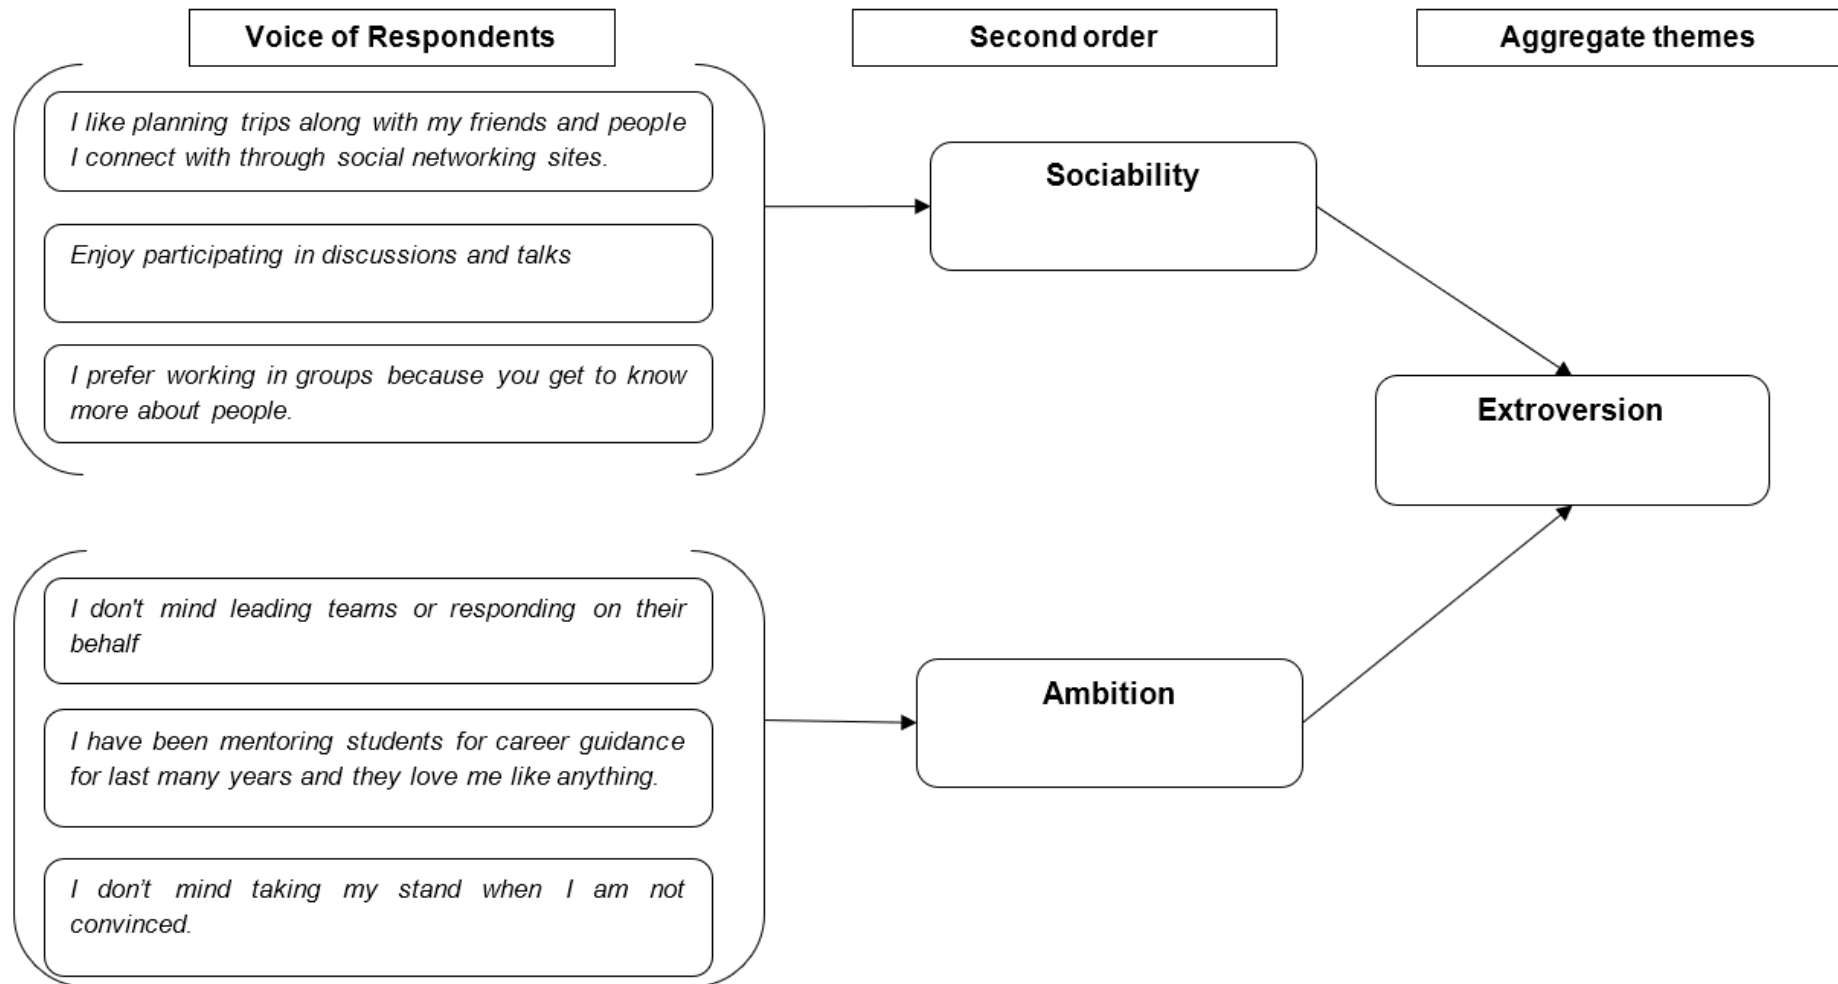 Voice of Respondents
Second order
Aggregate themes
I like planning trips along with my friends and people
I connect with through social networking sites.
Enjoy participating in discussions and talks
I prefer working in groups because you get to know
more about people.
Sociability
Extroversion
I don't mind leading teams or responding on their
behalf
I have been mentoring students for career guidance
for last many years and they love me like anything.
I don’t mind taking my stand when I am not
convinced.
Ambition